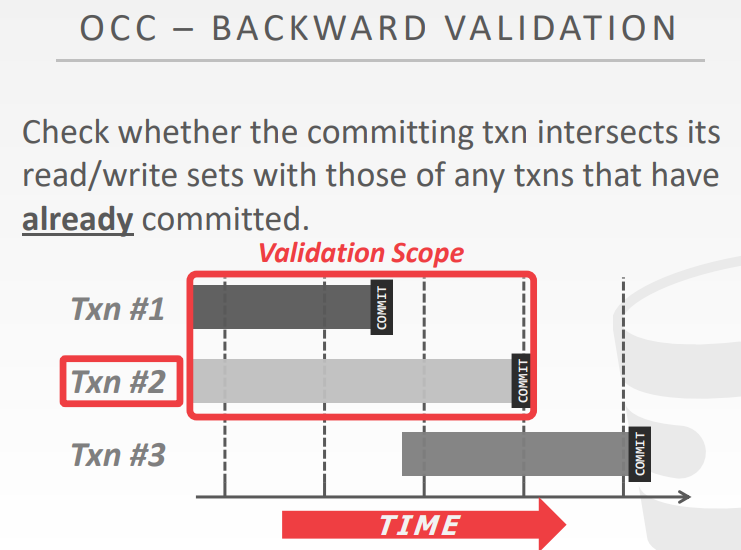 OCC – BACKWARD VALIDATION
Check whether the committing txn intersects its
read/write sets with those of any txns that have
already committed.
Validation Scope
Txn #1
COMMIT
Txn #2
COMMIT
Txn #3
COMMIT
TIME